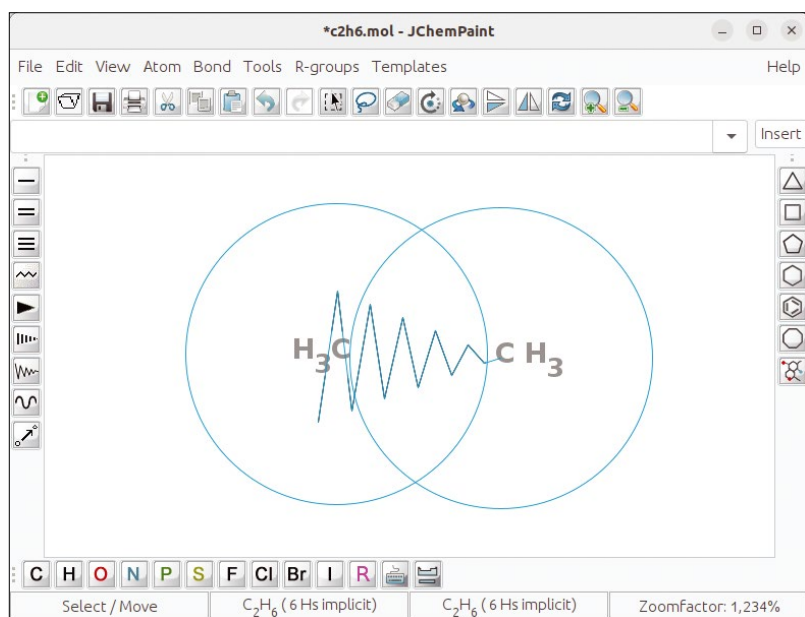 *c2h6.mol - JChemPaint
File Edit View Atom Bond Tools R-groups Templates Help
Insert
H₃C C H₃
C H O N P S F Cl Br I R
Select / Move C₂H₆ ( 6 Hs implicit) C₂H₆ ( 6 Hs implicit) Zoomfactor: 1,234%